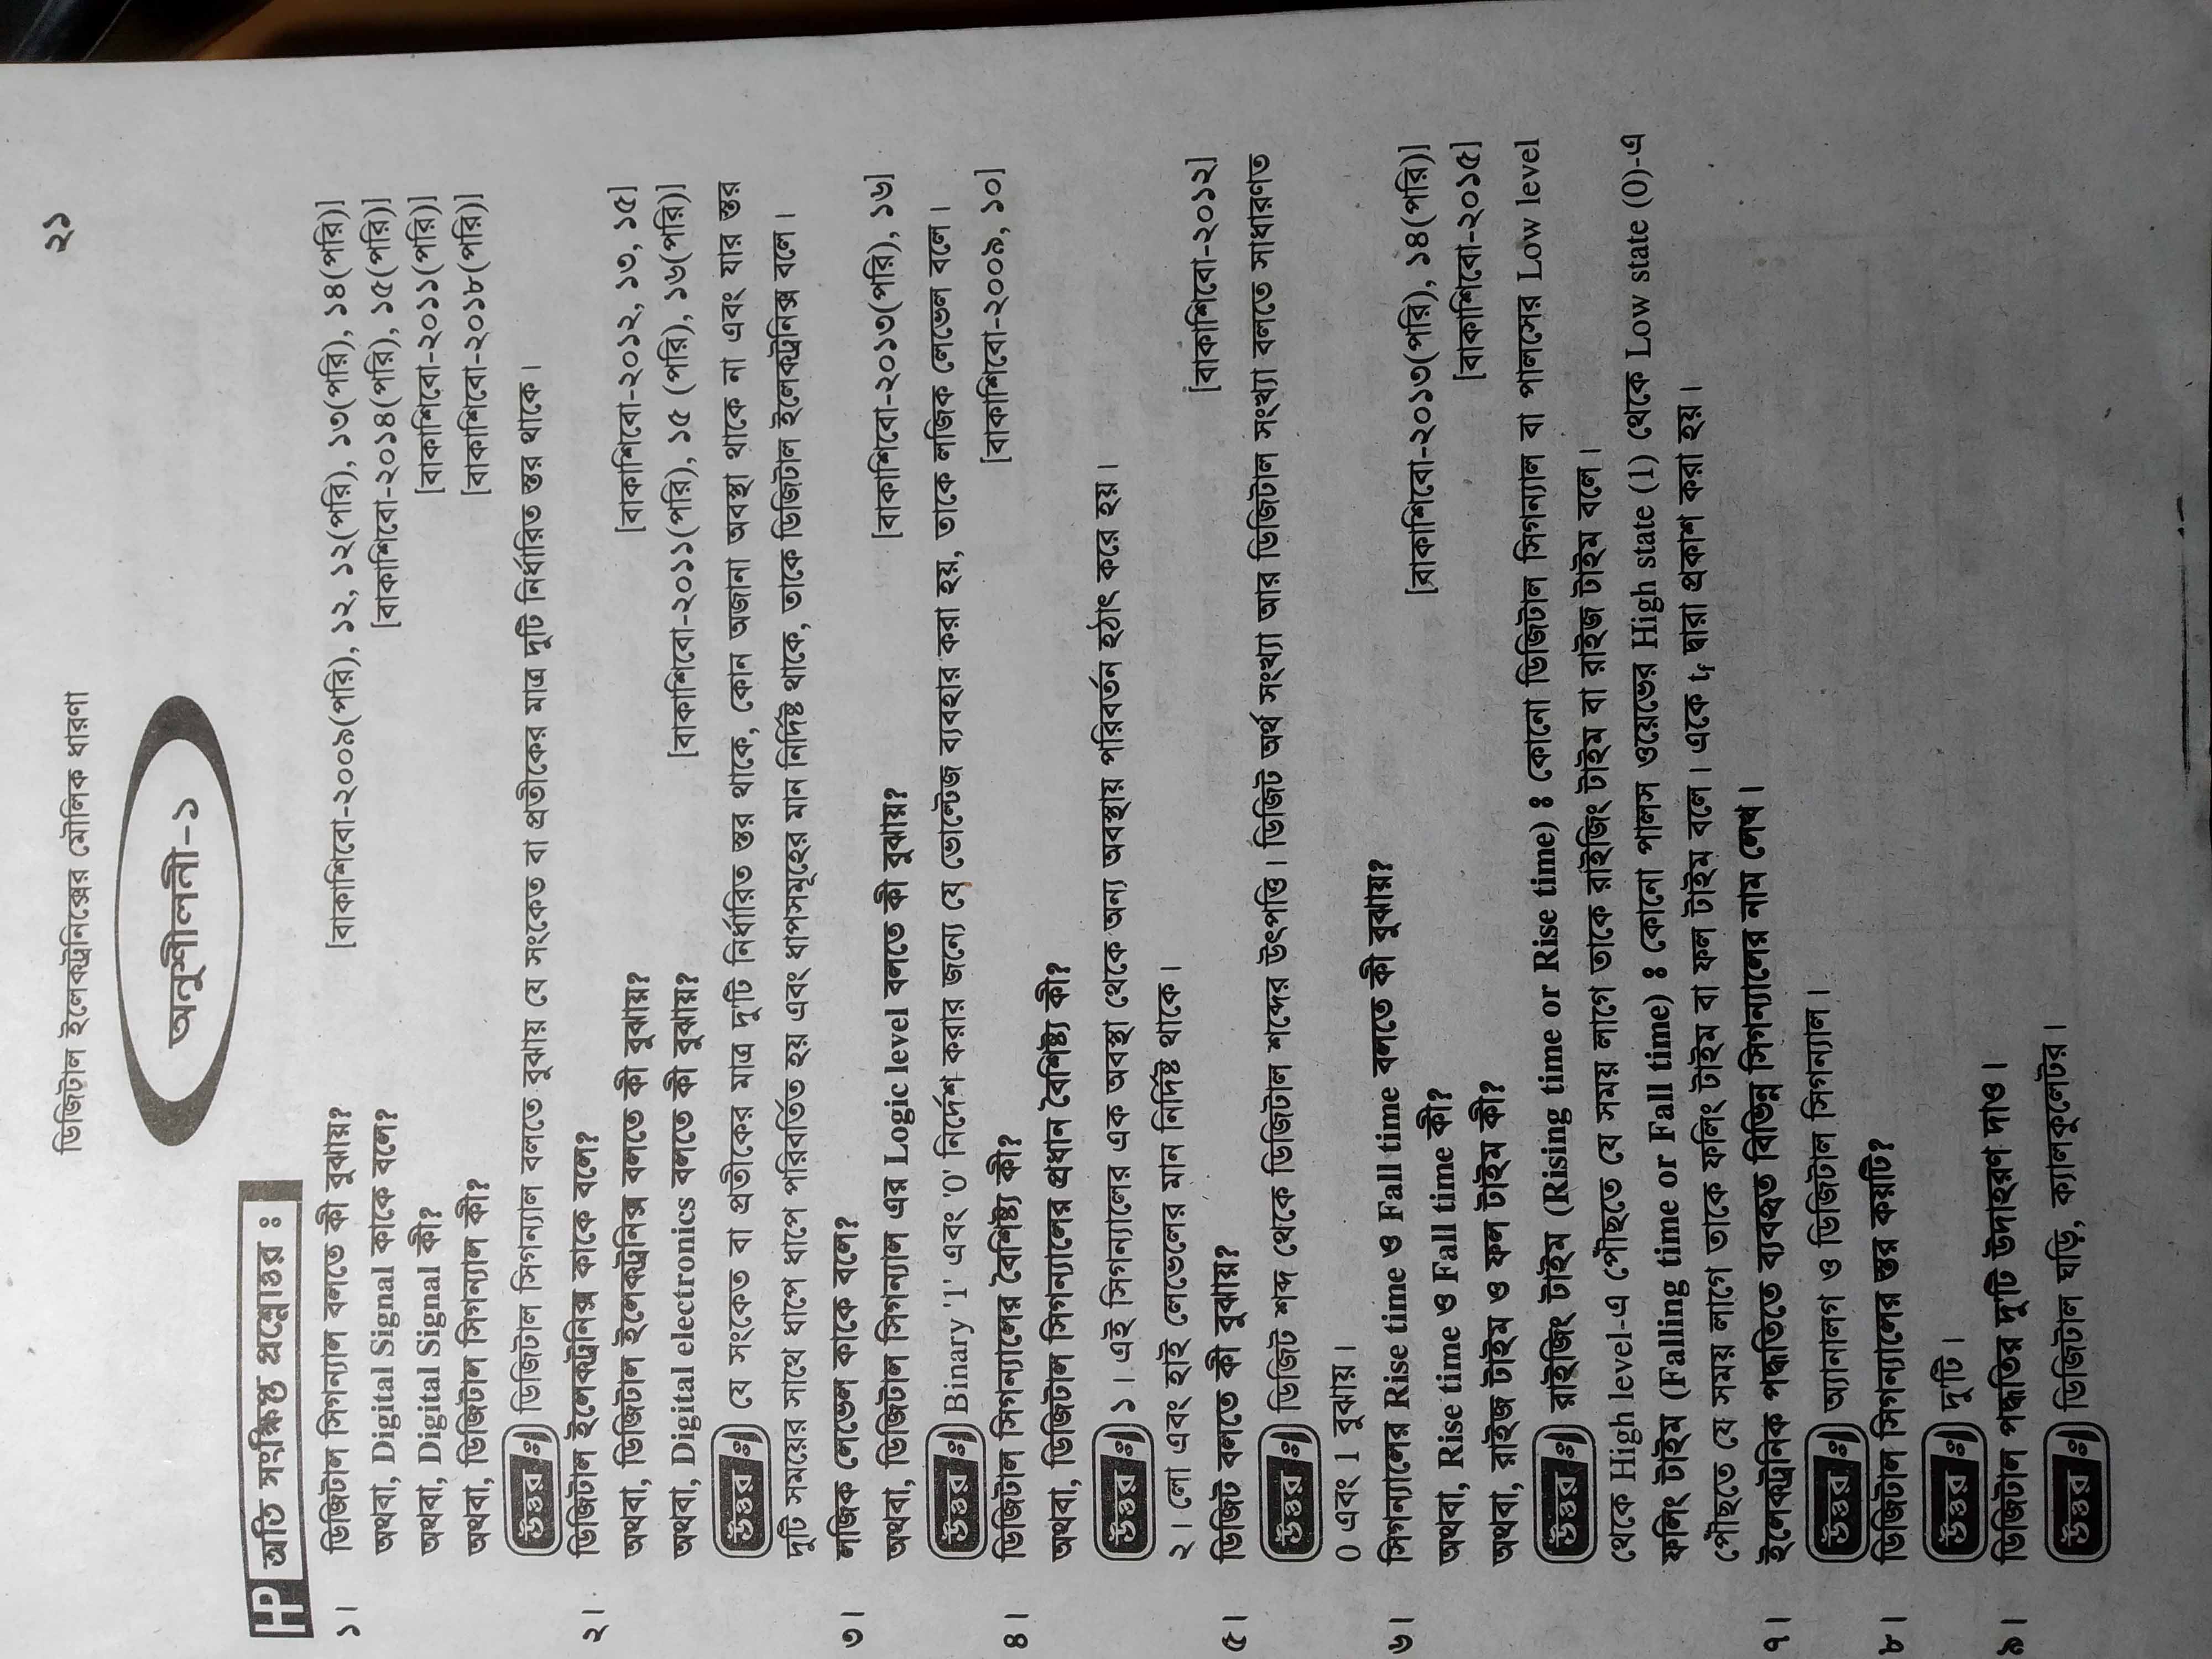 ডিজিটাল ইলেকট্রনিক্সের মৌলিক ধারণা
২১
অনুশীলনী-১
HP অতি সংক্ষিপ্ত প্রশ্নোত্তর ঃ
১। ডিজিটাল সিগন্যাল বলতে কী বুঝায়? [বাকাশিবো-২০০৯(পরি), ১২, ১২(পরি), ১৩(পরি), ১৪(পরি)]
অথবা, Digital Signal কাকে বলে? [বাকাশিবো-২০১৪(পরি), ১৫(পরি)]
অথবা, Digital Signal কী? [বাকাশিবো-২০১১(পরি)]
অথবা, ডিজিটাল সিগন্যাল কী? [বাকাশিবো-২০১৮(পরি)]
উত্তর ঃ ডিজিটাল সিগন্যাল বলতে বুঝায় যে সংকেত বা প্রতীকের মাত্র দুটি নির্ধারিত স্তর থাকে।
২। ডিজিটাল ইলেকট্রনিক্স কাকে বলে?
অথবা, ডিজিটাল ইলেকট্রনিক্স বলতে কী বুঝায়? [বাকাশিবো-২০১২, ১৩, ১৫]
অথবা, Digital electronics বলতে কী বুঝায়? [বাকাশিবো-২০১১(পরি), ১৫ (পরি), ১৬(পরি)]
উত্তর ঃ যে সংকেত বা প্রতীকের মাত্র দু'টি নির্ধারিত স্তর থাকে, কোন অজানা অবস্থা থাকে না এবং যার স্তর
দুটি সময়ের সাথে ধাপে ধাপে পরিবর্তিত হয় এবং ধাপসমূহের মান নির্দিষ্ট থাকে, তাকে ডিজিটাল ইলেকট্রনিক্স বলে।
৩। লজিক লেভেল কাকে বলে?
অথবা, ডিজিটাল সিগন্যাল এর Logic level বলতে কী বুঝায়? [বাকাশিবো-২০১৩(পরি), ১৬]
উত্তর ঃ Binary '1' এবং '0' নির্দেশ করার জন্যে যে ভোল্টেজ ব্যবহার করা হয়, তাকে লজিক লেভেল বলে।
৪। ডিজিটাল সিগন্যালের বৈশিষ্ট্য কী? [বাকাশিবো-২০০৯, ১০]
অথবা, ডিজিটাল সিগন্যালের প্রধান বৈশিষ্ট্য কী?
উত্তর ঃ ১। এই সিগন্যালের এক অবস্থা থেকে অন্য অবস্থায় পরিবর্তন হঠাৎ করে হয়।
২। লো এবং হাই লেভেলের মান নির্দিষ্ট থাকে।
৫। ডিজিট বলতে কী বুঝায়? [বাকাশিবো-২০১২]
উত্তর ঃ ডিজিট শব্দ থেকে ডিজিটাল শব্দের উৎপত্তি। ডিজিট অর্থ সংখ্যা আর ডিজিটাল সংখ্যা বলতে সাধারণত
0 এবং 1 বুঝায়।
৬। সিগন্যালের Rise time ও Fall time বলতে কী বুঝায়?
অথবা, Rise time ও Fall time কী? [বাকাশিবো-২০১৩(পরি), ১৪(পরি)]
অথবা, রাইজ টাইম ও ফল টাইম কী? [বাকাশিবো-২০১৫]
উত্তর ঃ রাইজিং টাইম (Rising time or Rise time) ঃ কোনো ডিজিটাল সিগন্যাল বা পালসের Low level
থেকে High level-এ পৌছতে যে সময় লাগে তাকে রাইজিং টাইম বা রাইজ টাইম বলে।
ফলিং টাইম (Falling time or Fall time) ঃ কোনো পালস ওয়েভের High state (1) থেকে Low state (0)-এ
পৌছতে যে সময় লাগে তাকে ফলিং টাইম বা ফল টাইম বলে। একে tf দ্বারা প্রকাশ করা হয়।
৭। ইলেকট্রনিক পদ্ধতিতে ব্যবহৃত বিভিন্ন সিগন্যালের নাম লেখ।
উত্তর ঃ অ্যানালগ ও ডিজিটাল সিগন্যাল।
৮। ডিজিটাল সিগন্যালের স্তর কয়টি?
উত্তর ঃ দু'টি।
৯। ডিজিটাল পদ্ধতির দু'টি উদাহরণ দাও।
উত্তর ঃ ডিজিটাল ঘড়ি, ক্যালকুলেটর।